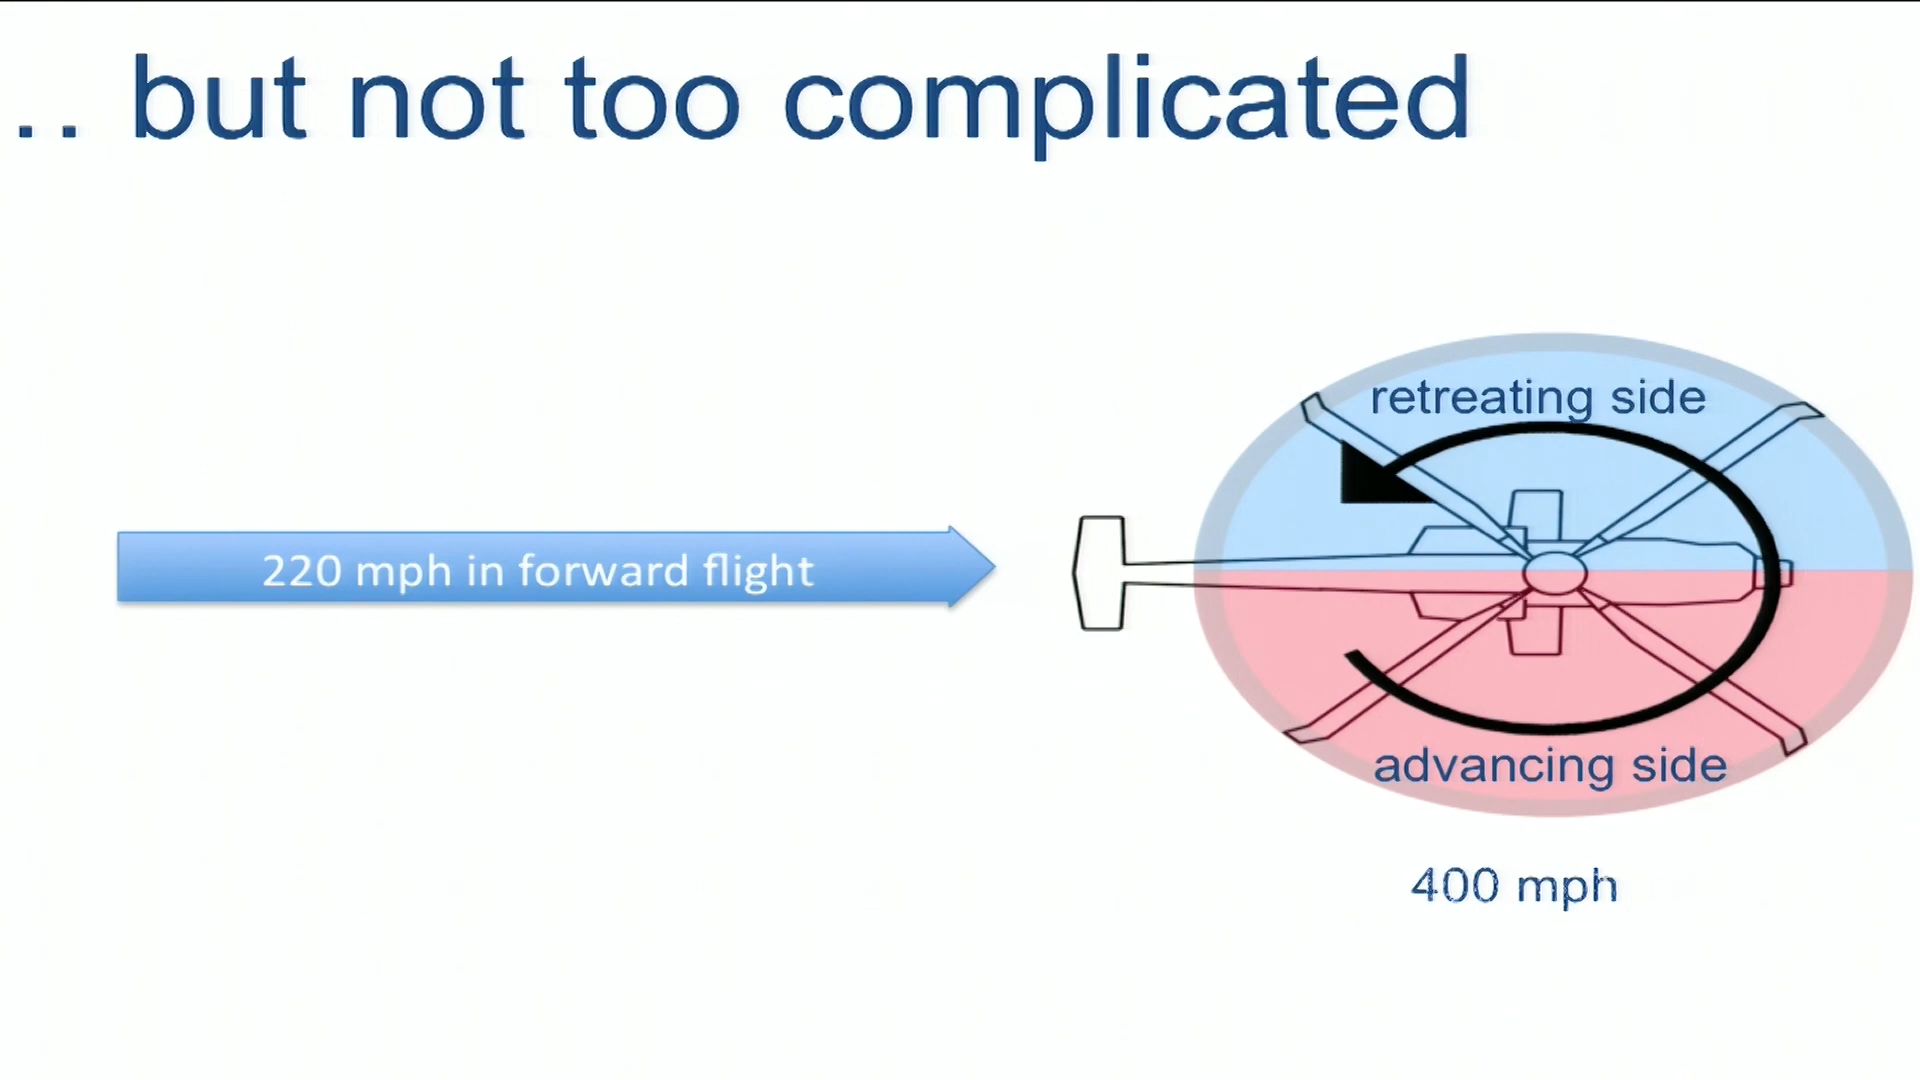 .. but not too complicated
retreating side
220 mph in forward flight
advancing side
400 mph